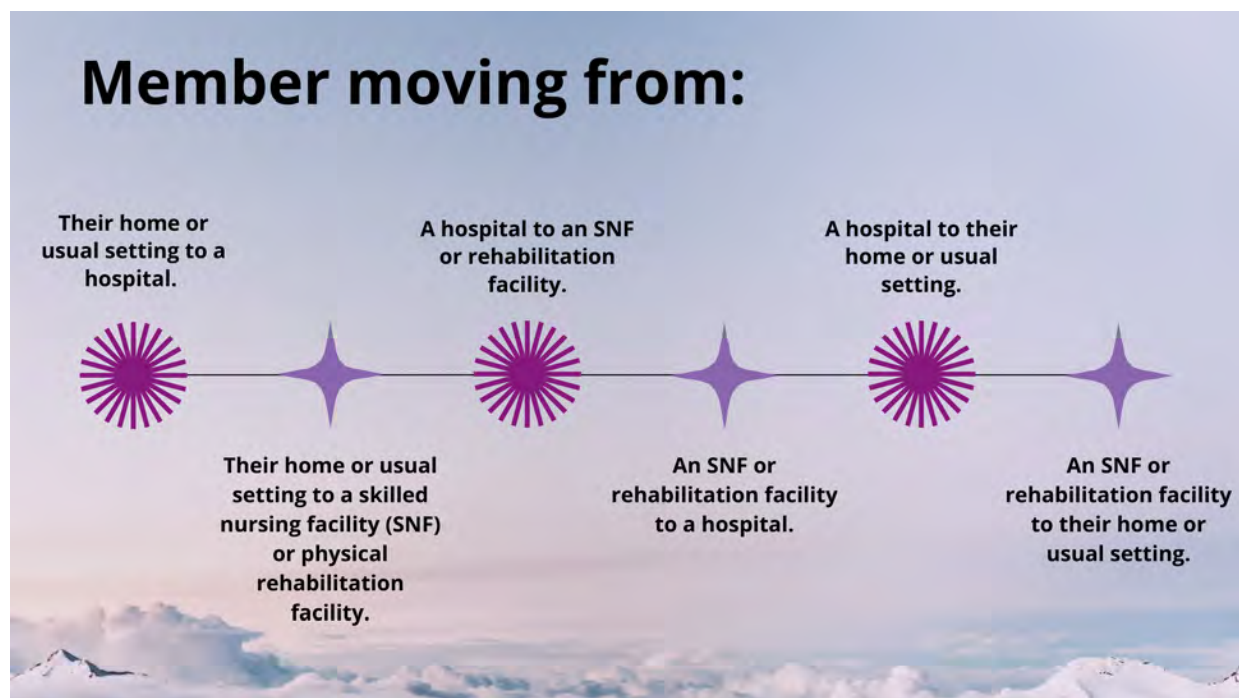 Member moving from:
Their home or
usual setting to a
hospital.
Their home or usual
setting to a skilled
nursing facility (SNF)
or physical
rehabilitation
facility.
A hospital to an SNF
or rehabilitation
facility.
An SNF or
rehabilitation facility
to a hospital.
A hospital to their
home or usual
setting.
An SNF or
rehabilitation facility
to their home or
usual setting.